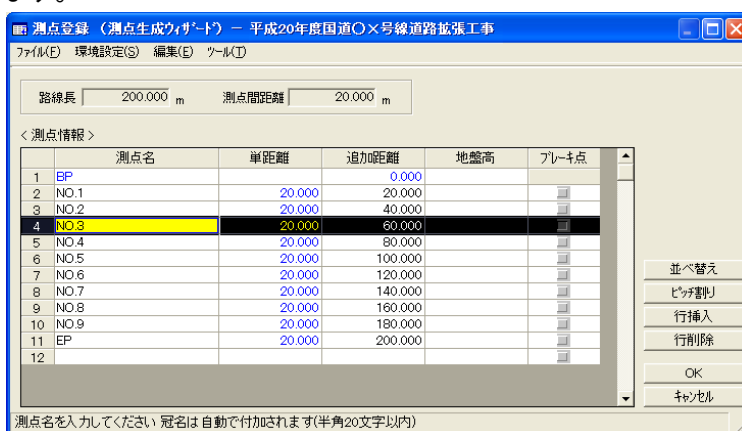 測点登録 （測点生成ｳｨｻﾞｰﾄﾞ） － 平成20年度国道〇×号線道路拡張工事
ﾌｧｲﾙ(F) 環境設定(S) 編集(E) ﾂｰﾙ(T)
路線長 200.000 m 測点間距離 20.000 m
＜測点情報＞
測点名 単距離 追加距離 地盤高 ﾌﾞﾚｰｷ点
1 BP 0.000
2 NO.1 20.000 20.000
3 NO.2 20.000 40.000
4 NO.3 20.000 60.000
5 NO.4 20.000 80.000
6 NO.5 20.000 100.000
7 NO.6 20.000 120.000
8 NO.7 20.000 140.000
9 NO.8 20.000 160.000
10 NO.9 20.000 180.000
11 EP 20.000 200.000
12
並べ替え
ﾋﾟｯﾁ割り
行挿入
行削除
OK
ｷｬﾝｾﾙ
測点名を入力してください 冠名は自動で付加されます(半角20文字以内)